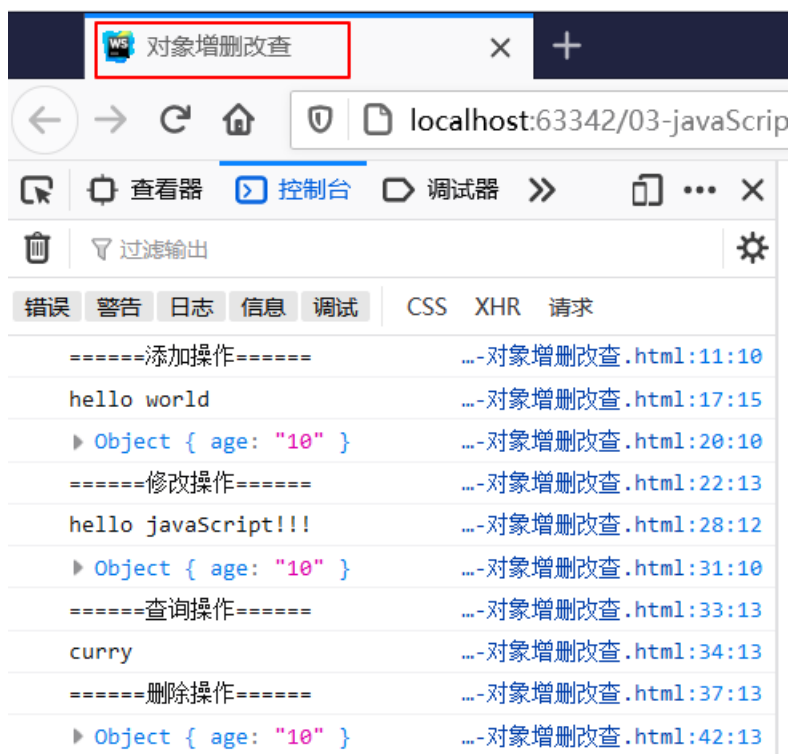 WS 对象增删改查
localhost:63342/03-javaScrip
查看器 控制台 调试器
过滤输出
错误 警告 日志 信息 调试 CSS XHR 请求
======添加操作====== …-对象增删改查.html:11:10
hello world …-对象增删改查.html:17:15
Object { age: "10" } …-对象增删改查.html:20:10
======修改操作====== …-对象增删改查.html:22:13
hello javaScript!!! …-对象增删改查.html:28:12
Object { age: "10" } …-对象增删改查.html:31:10
======查询操作====== …-对象增删改查.html:33:13
curry …-对象增删改查.html:34:13
======删除操作====== …-对象增删改查.html:37:13
Object { age: "10" } …-对象增删改查.html:42:13